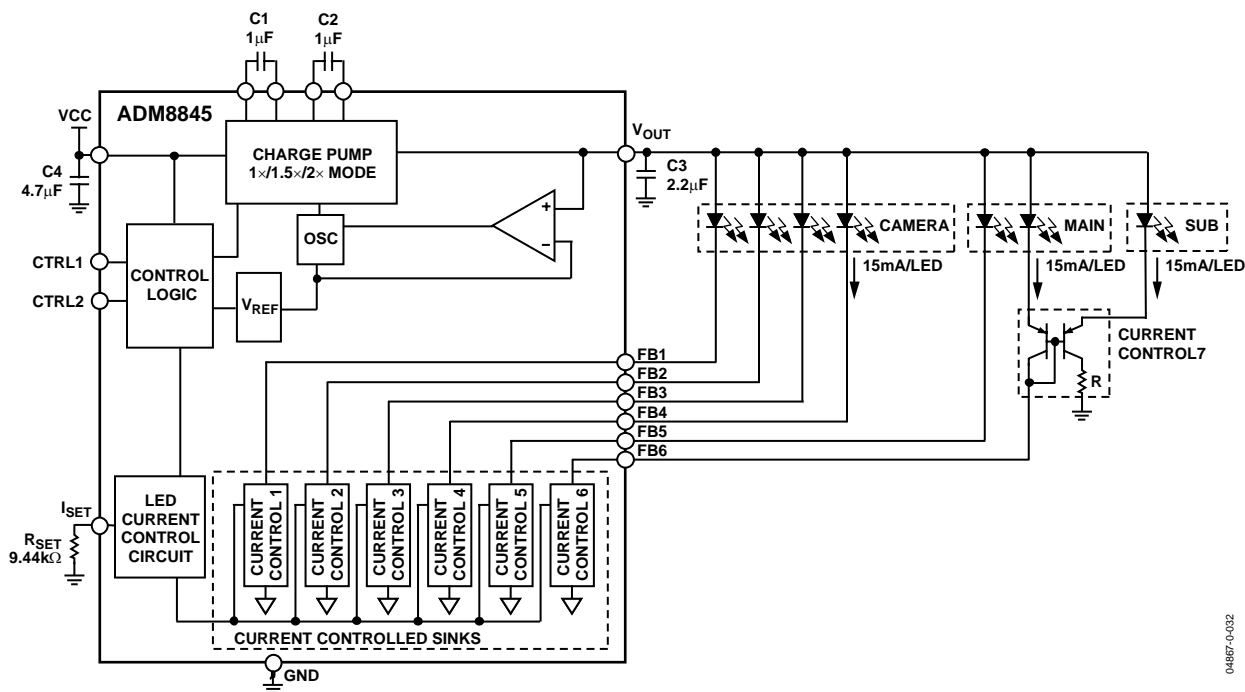 C1
1μF
C2
1μF
ADM8845
VCC
C4
4.7μF
CHARGE PUMP
1×/1.5×/2× MODE
VOUT
C3
2.2μF
OSC
+
–
CAMERA
MAIN
SUB
15mA/LED
15mA/LED
15mA/LED
CTRL1
CTRL2
CONTROL
LOGIC
VREF
CURRENT
CONTROL7
R
FB1
FB2
FB3
FB4
FB5
FB6
ISET
RSET
9.44kΩ
LED
CURRENT
CONTROL
CIRCUIT
CURRENT
CONTROL 1
CURRENT
CONTROL 2
CURRENT
CONTROL 3
CURRENT
CONTROL 4
CURRENT
CONTROL 5
CURRENT
CONTROL 6
CURRENT CONTROLLED SINKS
GND
04867-0-032